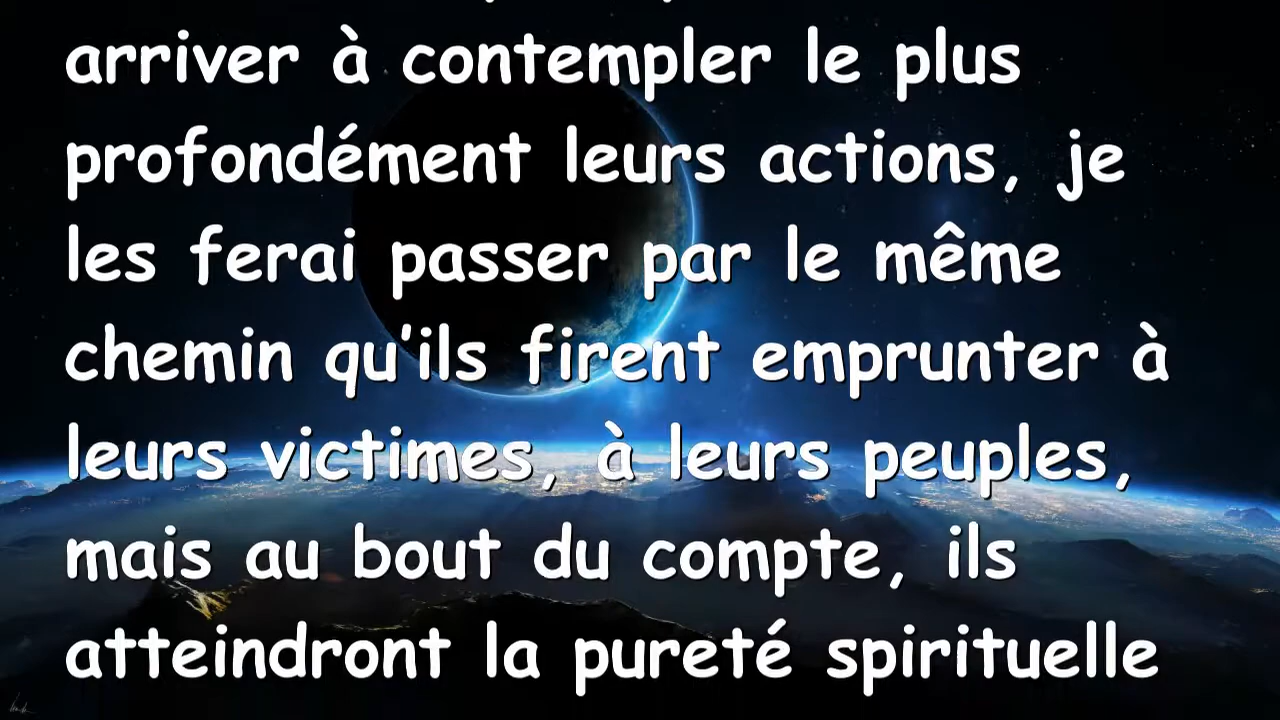 arriver à contempler le plus
profondément leurs actions, je
les ferai passer par le même
chemin qu'ils firent emprunter à
leurs victimes, à leurs peuples,
mais au bout du compte, ils
atteindront la pureté spirituelle